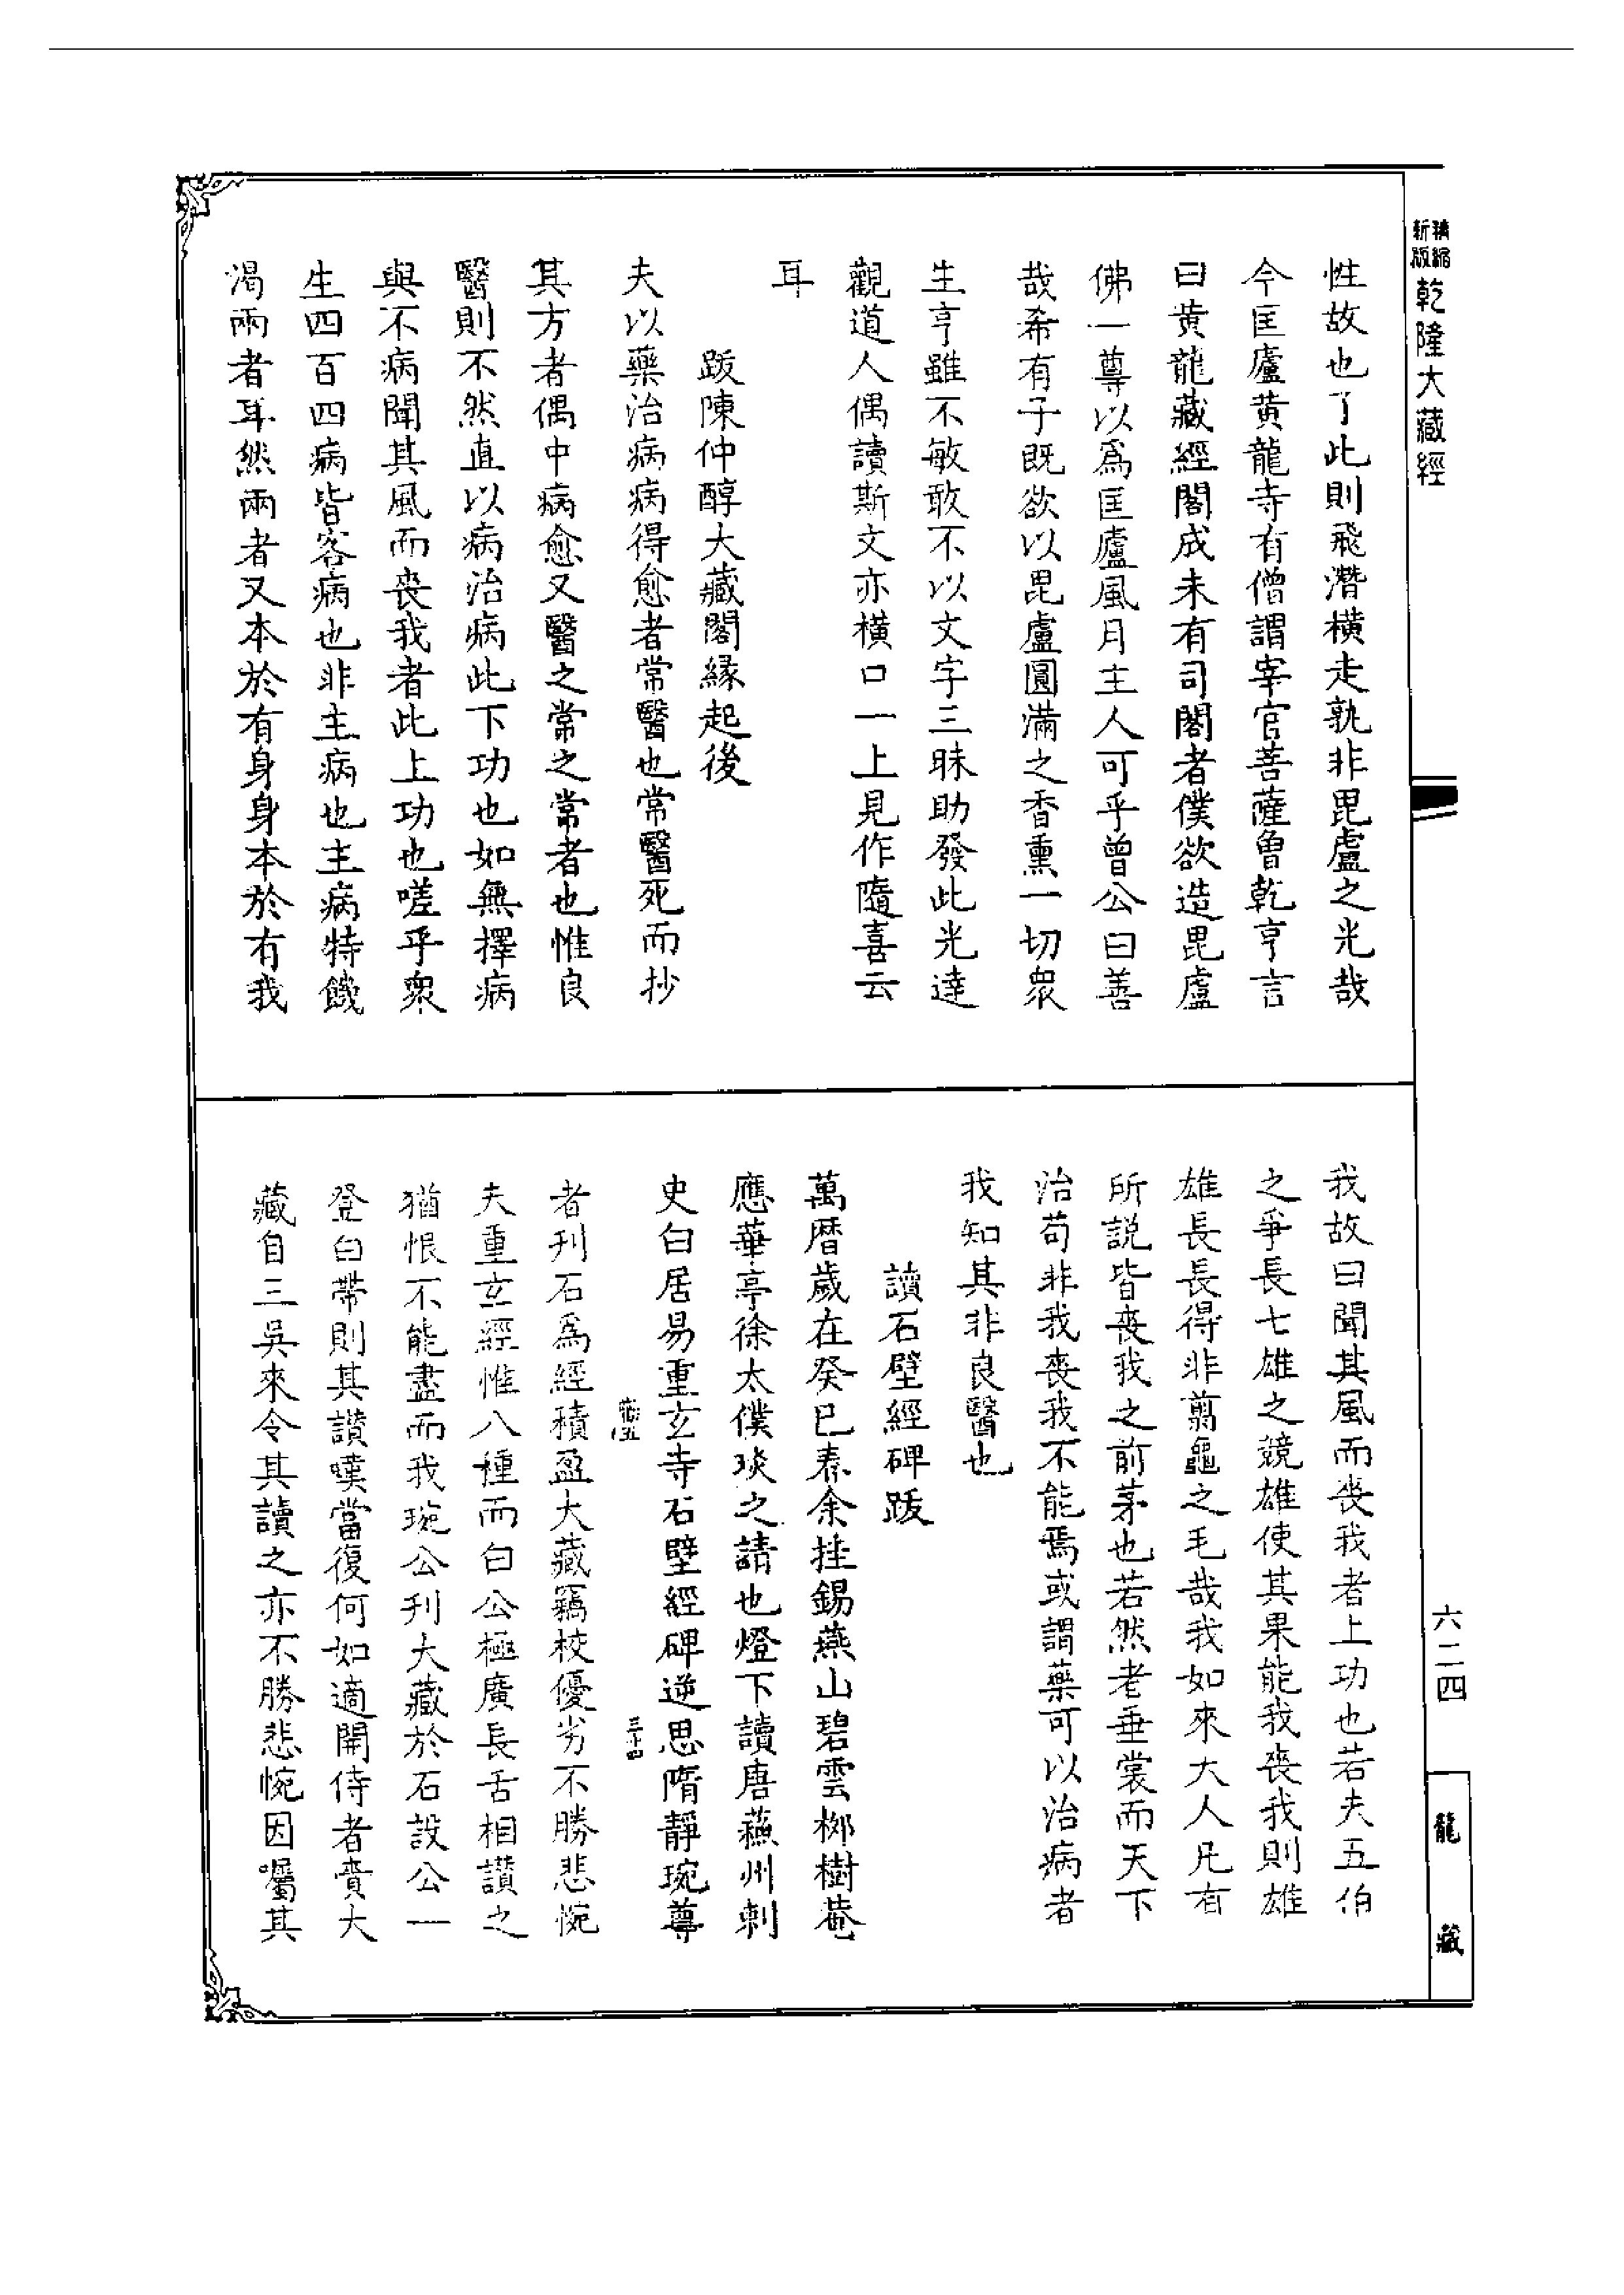 精縮
新版
乾隆大藏經
性故也了此則飛潛橫走孰非毘盧之光哉
今匡廬黃龍寺有僧謂宰官菩薩曾乾亨言
曰黃龍藏經閣成未有司閣者僕欲造毘盧
佛一尊以為匡廬風月主人可乎曾公曰善
哉希有子既欲以毘盧圓滿之香熏一切眾
生亨雖不敏敢不以文字三昧助發此光達
觀道人偶讀斯文亦橫口一上見作隨喜云
耳
跋陳仲醇大藏閣緣起後
夫以藥治病病得愈者常醫也常醫死而抄
其方者偶中病愈又醫之常之常者也惟良
醫則不然直以病治病此下功也如無擇病
與不病聞其風而喪我者此上功也嗟乎眾
生四百四病皆客病也非主病也主病特饑
渴兩者耳然兩者又本於有身身本於有我
六二四
龍藏
我故曰聞其風而喪我者上功也若夫五伯
之爭長七雄之競雄使其果能我喪我則雄
雄長長得非翦龜之毛哉我如來大人凡有
所說皆喪我之前茅也若然老垂裳而天下
治苟非我喪我不能焉或謂藥可以治病者
我知其非良醫也
讀石壁經碑跋
萬曆歲在癸巳春余挂錫燕山碧雲柳樹菴
應華亭徐太僕琰之請也燈下讀唐蘇州刺
史白居易重玄寺石壁經碑逆思隋靜琬尊
者刊石為經積盈大藏竊校優劣不勝悲惋
夫重玄經惟八種而白公極廣長舌相讚之
猶恨不能盡而我琬公刊大藏於石設公一
登白帶則其讚嘆當復何如適開侍者賫大
藏自三吳來令其讀之亦不勝悲惋因囑其